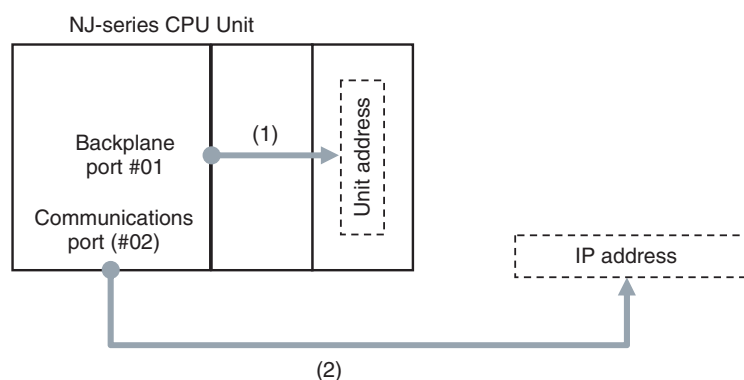 NJ-series CPU Unit
Backplane
port #01
(1)
Unit address
Communications
port (#02)
IP address
(2)